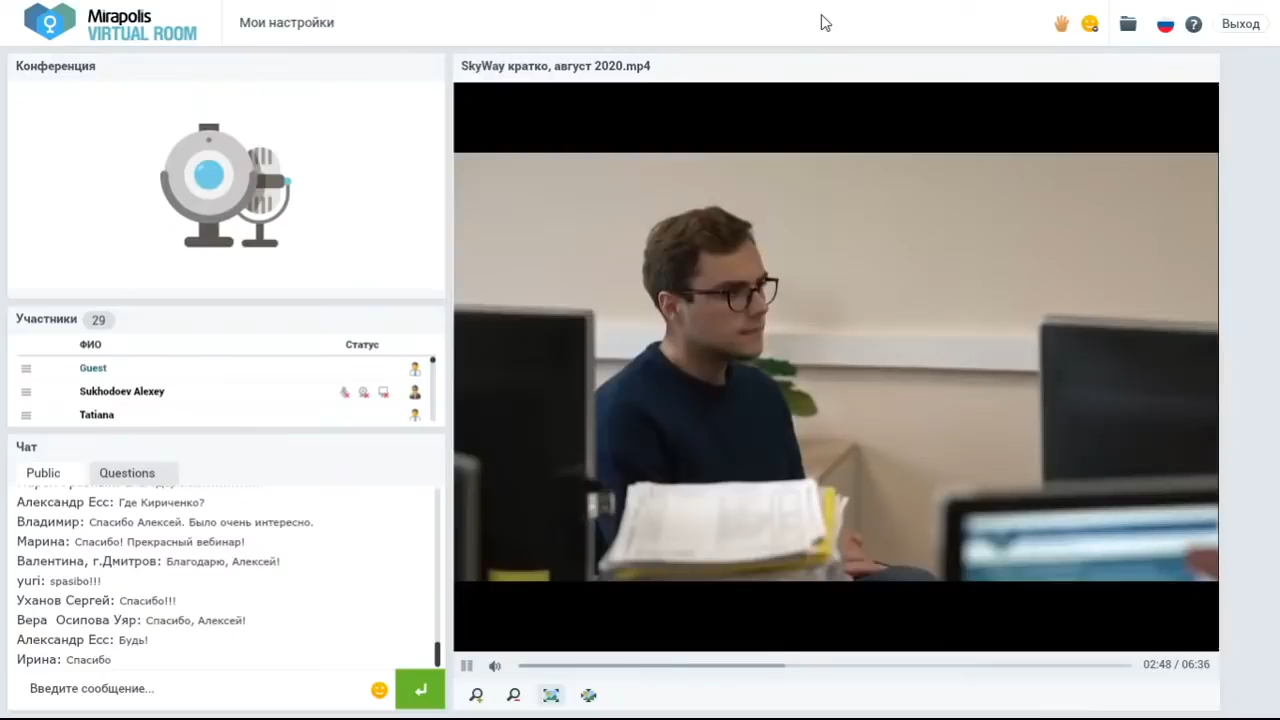 Mirapolis
VIRTUAL ROOM
Мои настройки
Выход
Конференция
SkyWay кратко, август 2020.mp4
Участники 29
ФИО Статус
Guest
Sukhodoev Alexey
Tatiana
Чат
Public Questions
Александр Есс: Где Кириченко?
Владимир: Спасибо Алексей. Было очень интересно.
Марина: Спасибо! Прекрасный вебинар!
Валентина, г.Дмитров: Благодарю, Алексей!
yuri: spasibo!!!
Уханов Сергей: Спасибо!!!
Вера Осипова Уяр: Спасибо, Алексей!
Александр Есс: Будь!
Ирина: Спасибо
Введите сообщение...
02:48 / 06:36